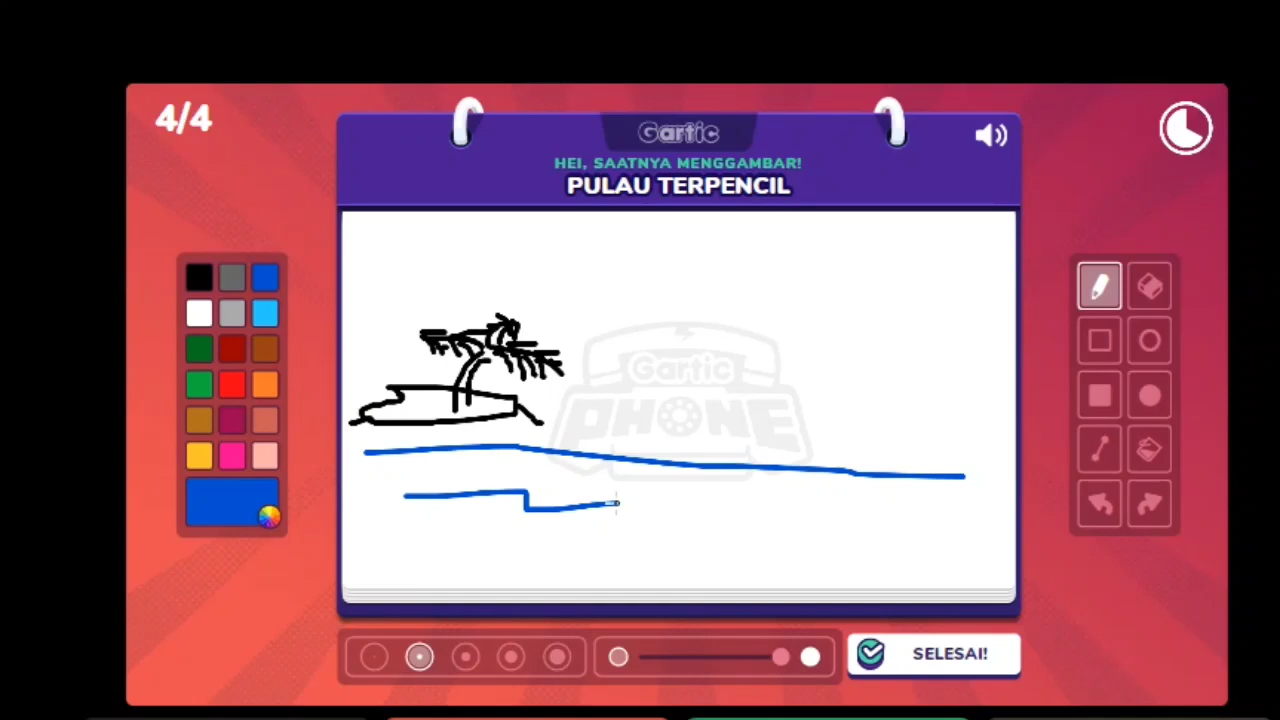 4/4
Gartic
HEI, SAATNYA MENGGAMBAR!
PULAU TERPENCIL
Gartic
PHONE
SELESAI!